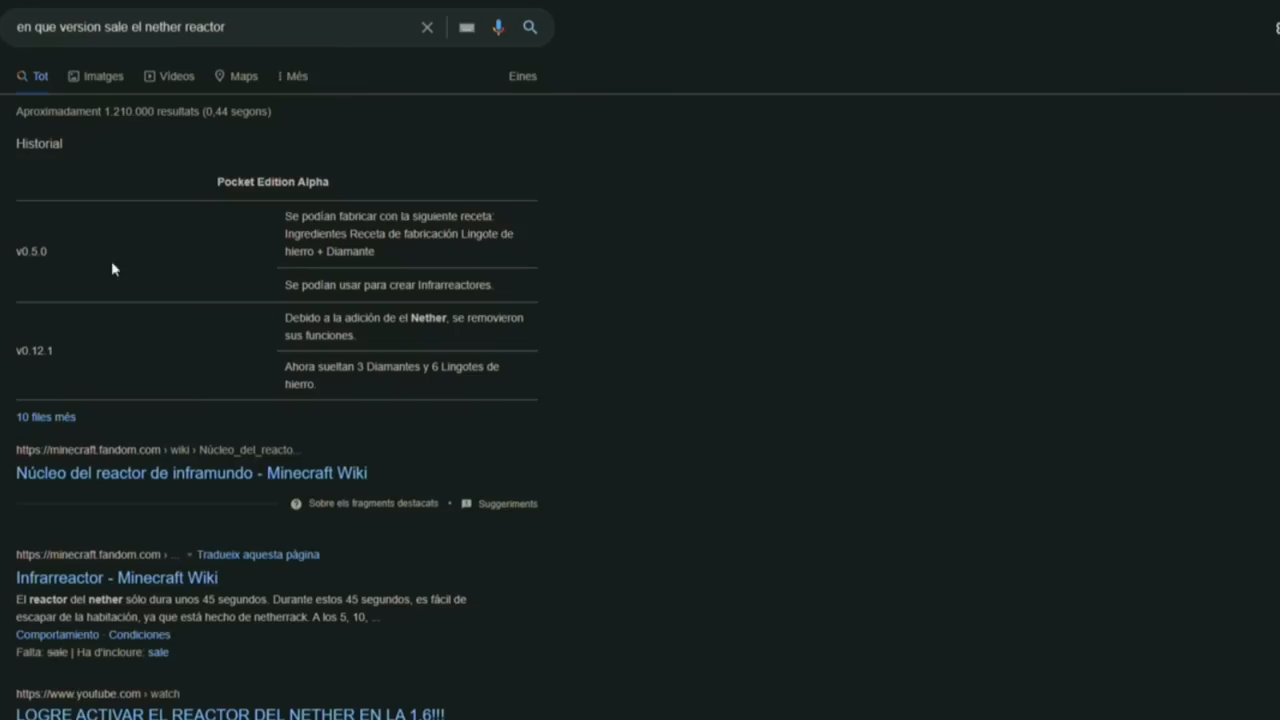 en que version sale el nether reactor
Tot Imatges Vídeos Maps Més Eines
Aproximadament 1.210.000 resultats (0,44 segons)
Historial
Pocket Edition Alpha
v0.5.0
Se podían fabricar con la siguiente receta:
Ingredientes Receta de fabricación Lingote de
hierro + Diamante
Se podían usar para crear Infrarreactores.
v0.12.1
Debido a la adición de el Nether, se removieron
sus funciones.
Ahora sueltan 3 Diamantes y 6 Lingotes de
hierro.
10 files més
https://minecraft.fandom.com › wiki › Núcleo_del_reacto...
Núcleo del reactor de inframundo - Minecraft Wiki
Sobre els fragments destacats • Suggeriments
https://minecraft.fandom.com › ... Tradueix aquesta pàgina
Infrarreactor - Minecraft Wiki
El reactor del nether sólo dura unos 45 segundos. Durante estos 45 segundos, es fácil de
escapar de la habitación, ya que está hecho de netherrack. A los 5, 10, ...
Comportamiento · Condiciones
Falta: sale | Ha d'incloure: sale
https://www.youtube.com › watch
LOGRE ACTIVAR EL REACTOR DEL NETHER EN LA 1.6!!!